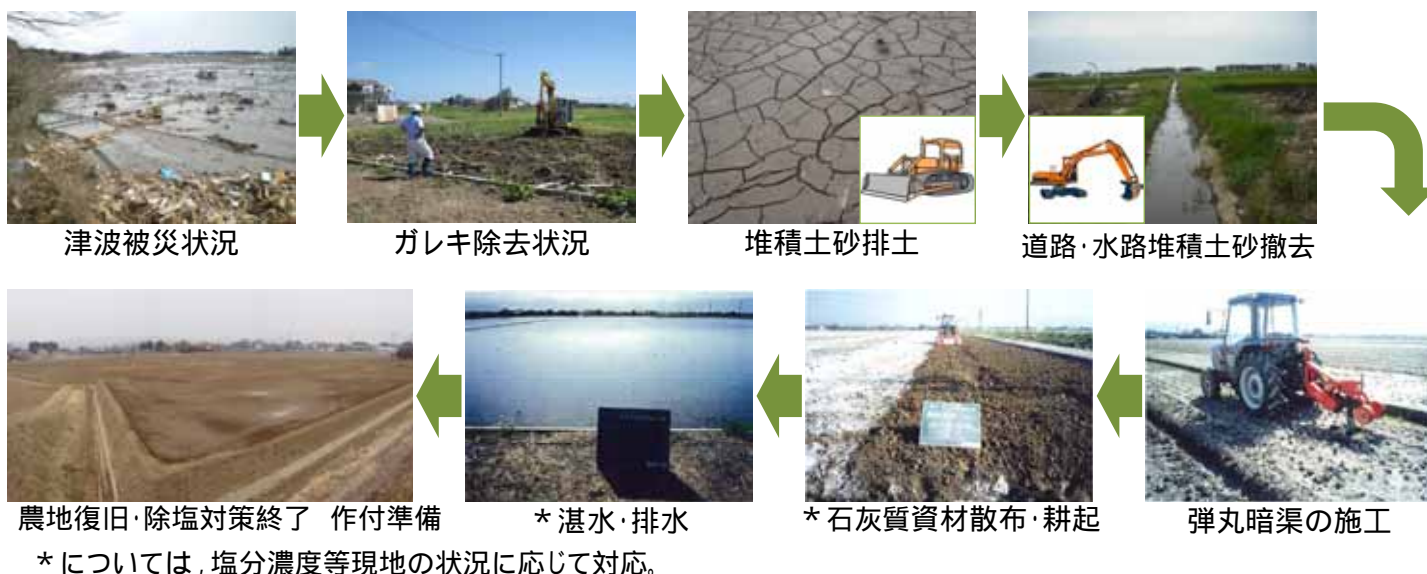 津波被災状況
ガレキ除去状況
堆積土砂排土
道路・水路堆積土砂撤去
弾丸暗渠の施工
*石灰質資材散布・耕起
*湛水・排水
農地復旧・除塩対策終了 作付準備
*については,塩分濃度等現地の状況に応じて対応。